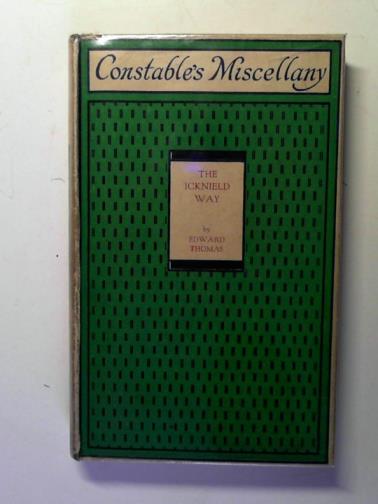 Constable's Miscellany
THE
ICKNIELD
WAY
by
EDWARD
THOMAS